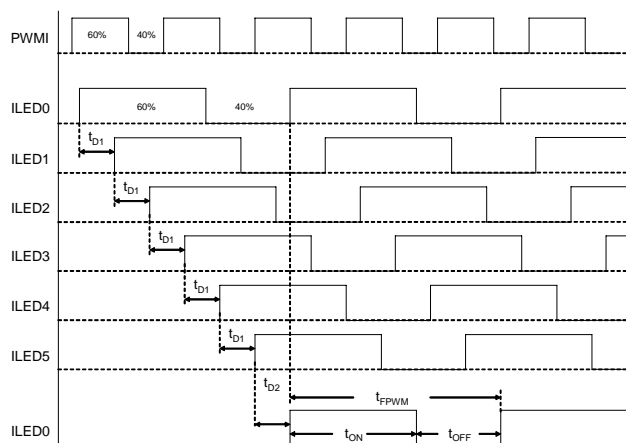 PWMI
60% 40%
ILED0
60% 40%
tD1
ILED1
tD1
ILED2
tD1
ILED3
tD1
ILED4
tD1
ILED5
tD2
tFPWM
ILED0
tON tOFF